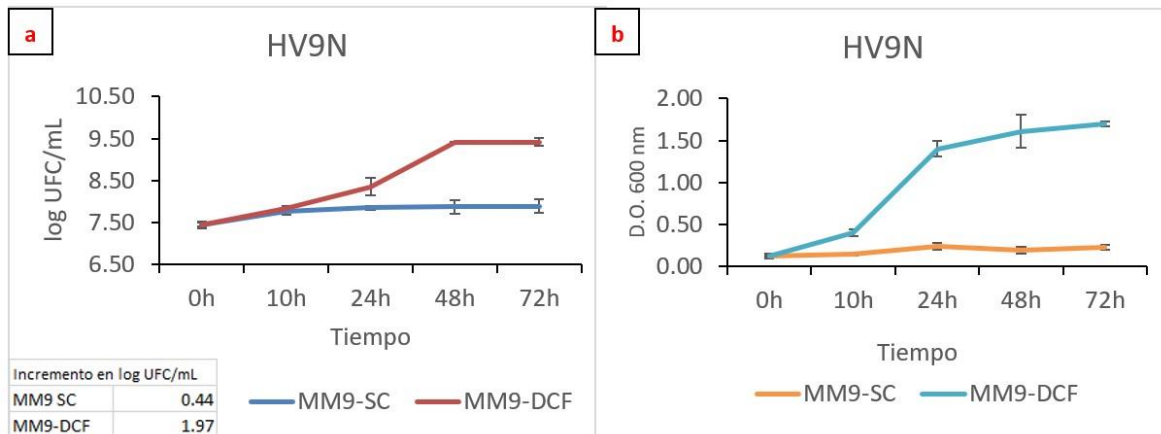 a
HV9N
log UFC/mL
10.50
9.50
8.50
7.50
6.50
0h 10h 24h 48h 72h
Tiempo
MM9-SC MM9-DCF
Incremento en log UFC/mL
MM9 SC 0.44
MM9-DCF 1.97
b
HV9N
D.O. 600 nm
2.00
1.50
1.00
0.50
0.00
0h 10h 24h 48h 72h
Tiempo
MM9-SC MM9-DCF